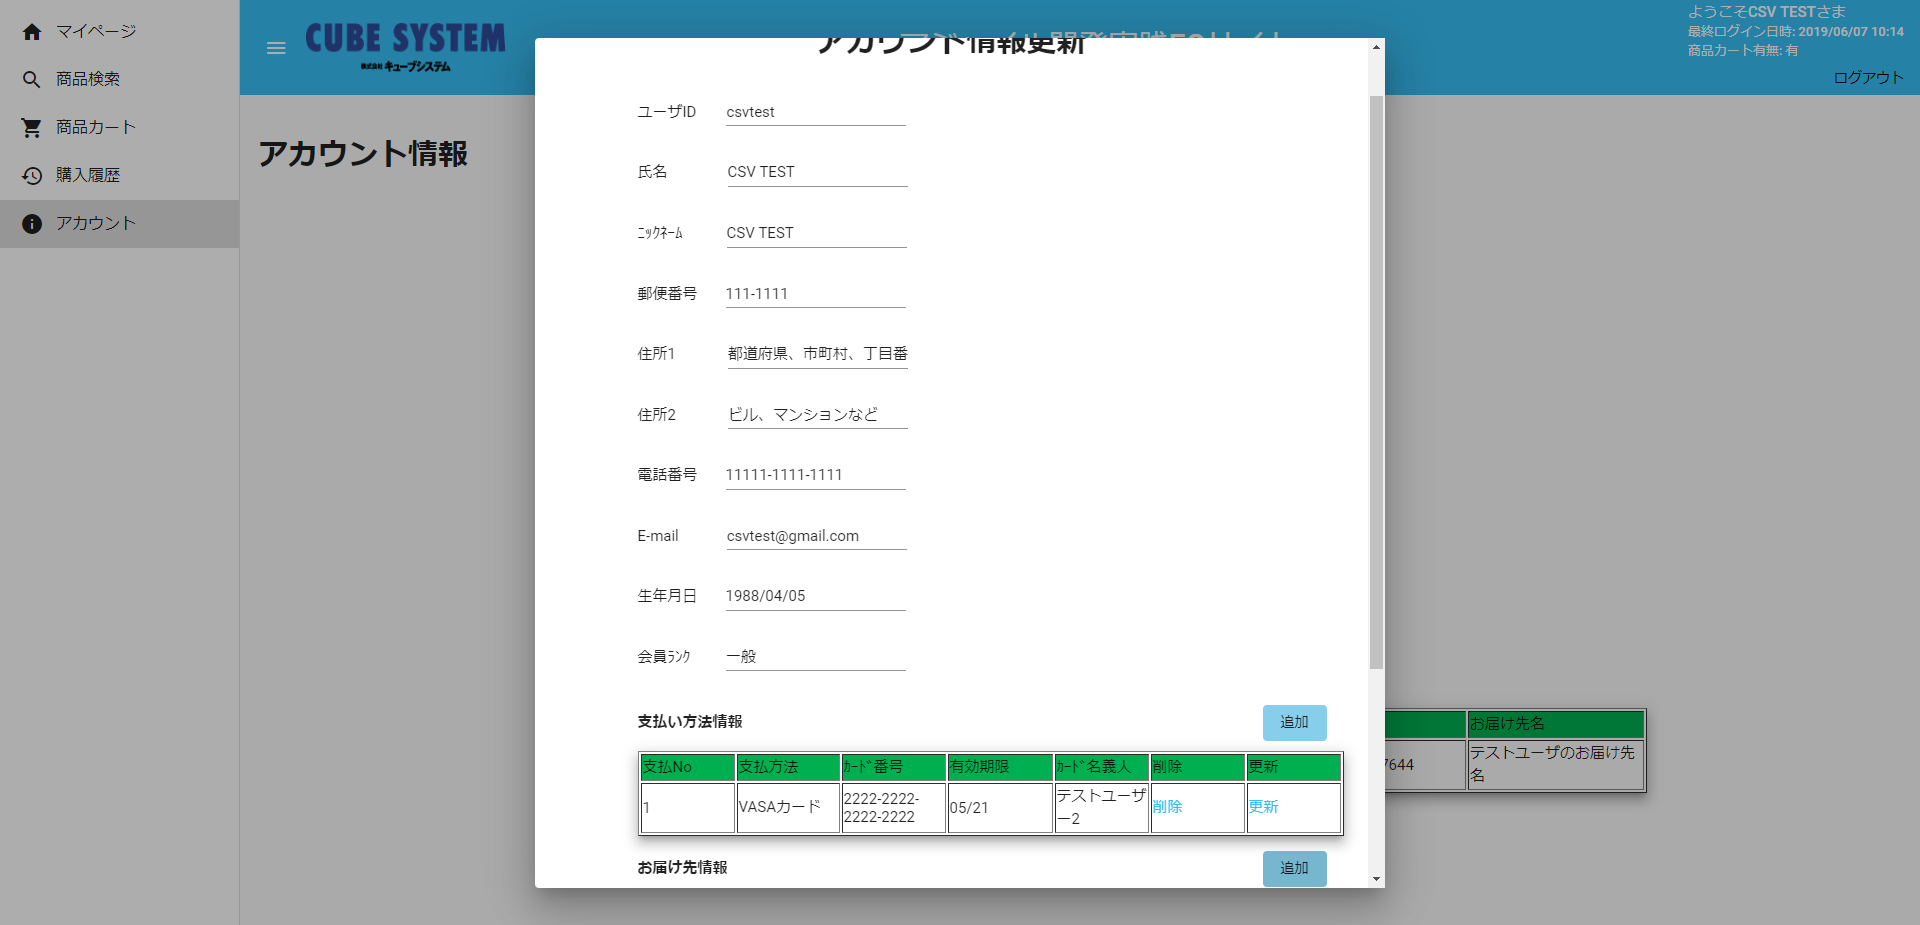 マイページ
商品検索
商品カート
購入履歴
アカウント
CUBE SYSTEM
株式会社 キューブシステム
ようこそCSV TESTさま
最終ログイン日時: 2019/06/07 10:14
商品カート有無: 有
ログアウト
アカウント情報
アカウント情報更新
ユーザID csvtest
氏名 CSV TEST
ﾆｯｸﾈｰﾑ CSV TEST
郵便番号 111-1111
住所1 都道府県、市町村、丁目番
住所2 ビル、マンションなど
電話番号 11111-1111-1111
E-mail csvtest@gmail.com
生年月日 1988/04/05
会員ﾗﾝｸ 一般
支払い方法情報 追加
支払No 支払方法 ｶｰﾄﾞ番号 有効期限 ｶｰﾄﾞ名義人 削除 更新
1 VASAカード 2222-2222-
2222-2222 05/21 テストユーザ
ー2 削除 更新
お届け先情報 追加
お届け先名
7644 テストユーザのお届け先
名